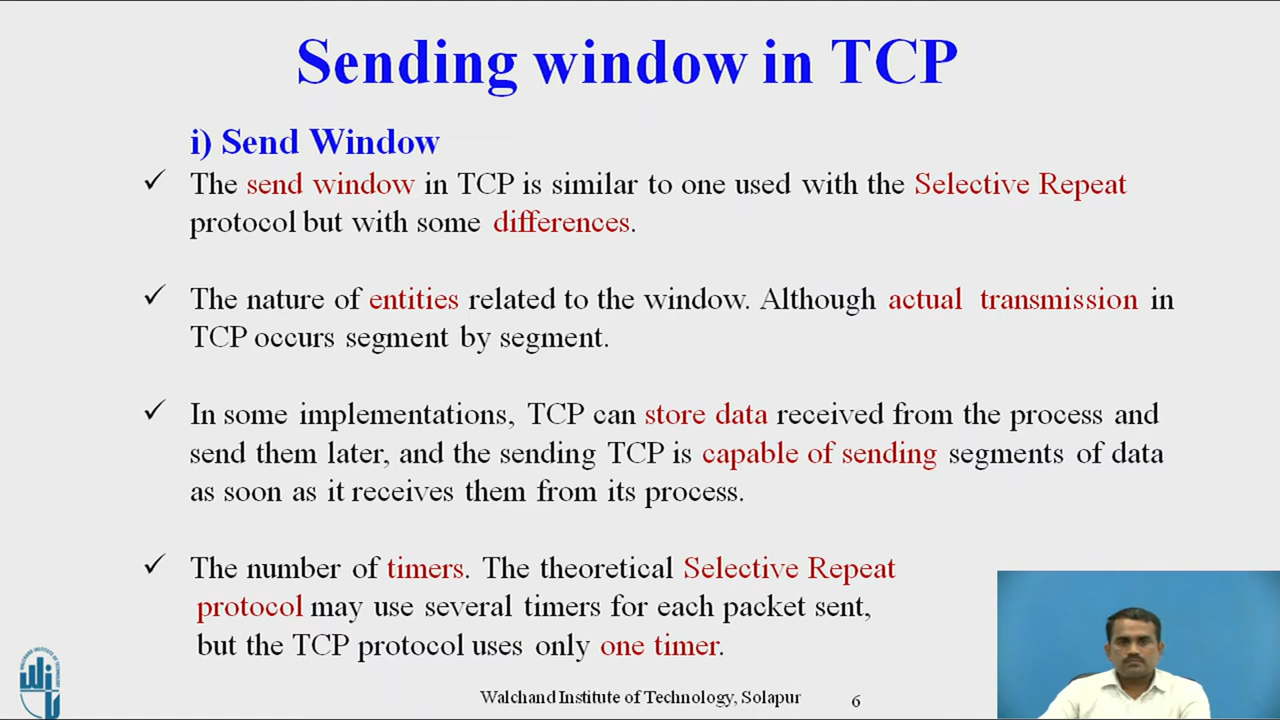 Sending window in TCP
i) Send Window
✓ The send window in TCP is similar to one used with the Selective Repeat
protocol but with some differences.
✓ The nature of entities related to the window. Although actual transmission in
TCP occurs segment by segment.
✓ In some implementations, TCP can store data received from the process and
send them later, and the sending TCP is capable of sending segments of data
as soon as it receives them from its process.
✓ The number of timers. The theoretical Selective Repeat
protocol may use several timers for each packet sent,
but the TCP protocol uses only one timer.
WALCHAND INSTITUTE OF TECHNOLOGY
Walchand Institute of Technology, Solapur 6